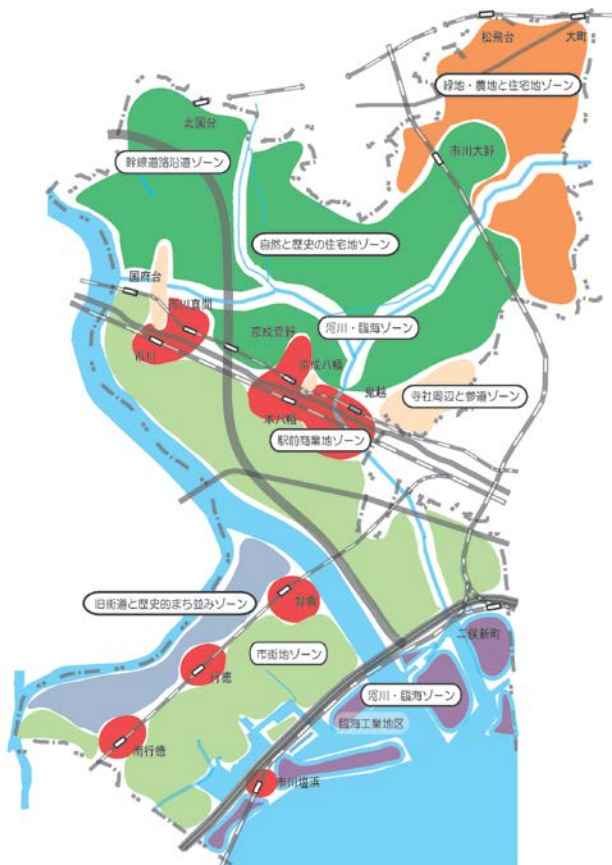 松飛台
大町
緑地・農地と住宅地ゾーン
北国分
市川大野
幹線道路沿道ゾーン
自然と歴史の住宅地ゾーン
国府台
市川真間
河川・臨海ゾーン
京成菅野
市川
京成八幡
鬼越
寺社周辺と参道ゾーン
本八幡
駅前商業地ゾーン
旧街道と歴史的まち並みゾーン
妙典
二俣新町
市街地ゾーン
行徳
河川・臨海ゾーン
臨海工業地区
南行徳
市川塩浜